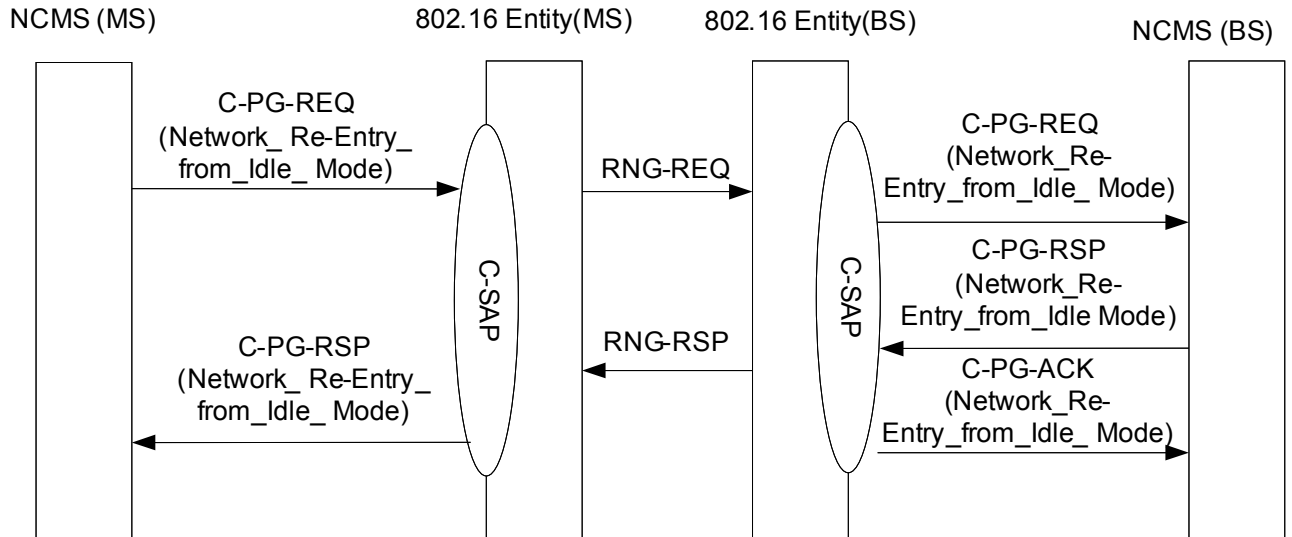 NCMS (MS)
802.16 Entity(MS)
802.16 Entity(BS)
NCMS (BS)
C-PG-REQ
(Network_ Re-Entry_
from_Idle_ Mode)
RNG-REQ
C-PG-REQ
(Network_Re-
Entry_from_Idle_ Mode)
C-SAP
C-SAP
C-PG-RSP
(Network_Re-
Entry_from_Idle Mode)
C-PG-RSP
(Network_ Re-Entry_
from_Idle_ Mode)
RNG-RSP
C-PG-ACK
(Network_Re-
Entry_from_Idle_ Mode)